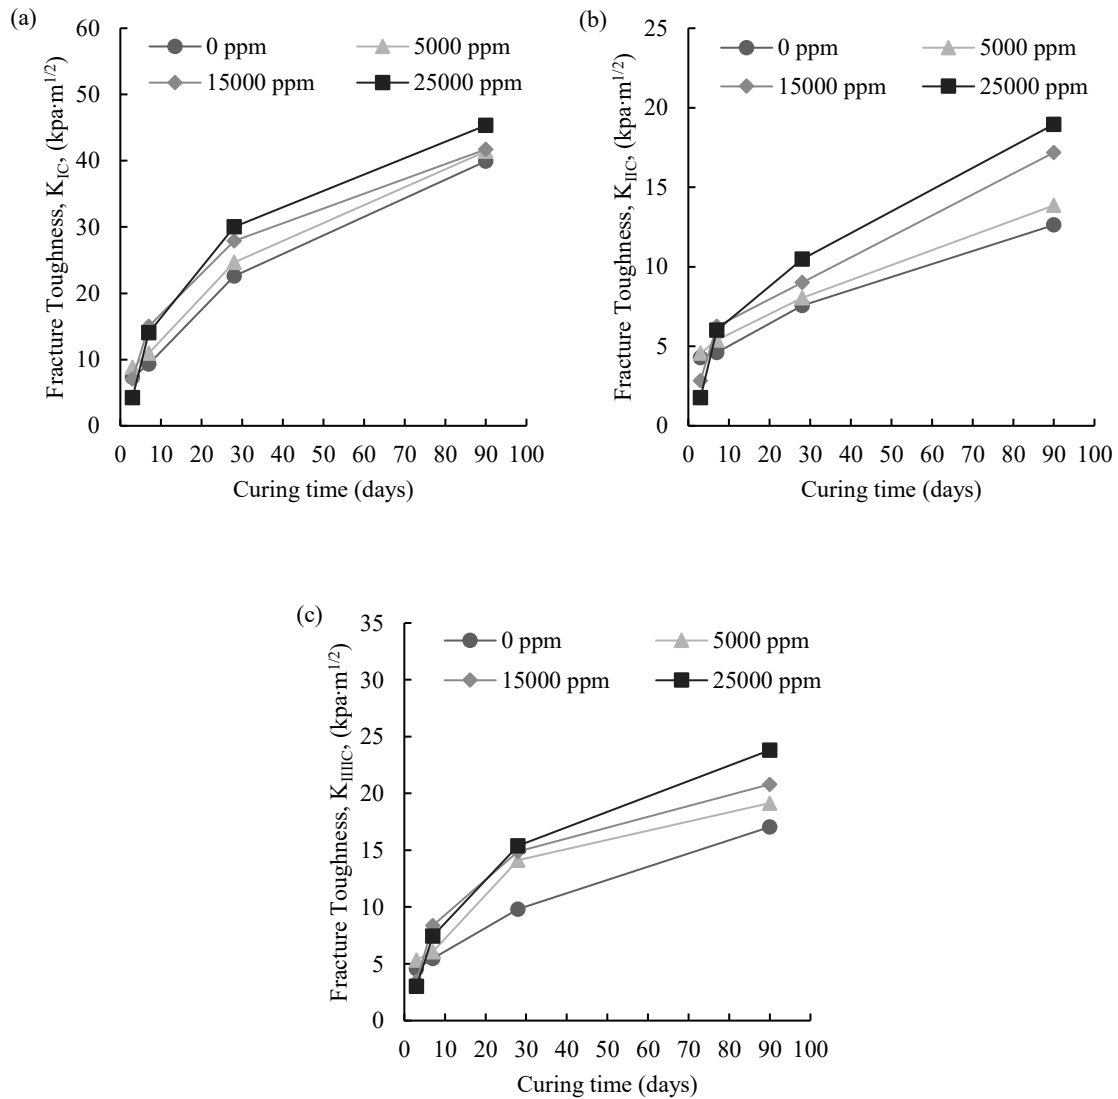 (a)
Fracture Toughness, K_IC, (kpa·m^1/2)
60
50
40
30
20
10
0
0 ppm
5000 ppm
15000 ppm
25000 ppm
0 10 20 30 40 50 60 70 80 90 100
Curing time (days)
(b)
Fracture Toughness, K_IIC, (kpa·m^1/2)
25
20
15
10
5
0
0 ppm
5000 ppm
15000 ppm
25000 ppm
0 10 20 30 40 50 60 70 80 90 100
Curing time (days)
(c)
Fracture Toughness, K_IIIIC, (kpa·m^1/2)
35
30
25
20
15
10
5
0
0 ppm
5000 ppm
15000 ppm
25000 ppm
0 10 20 30 40 50 60 70 80 90 100
Curing time (days)